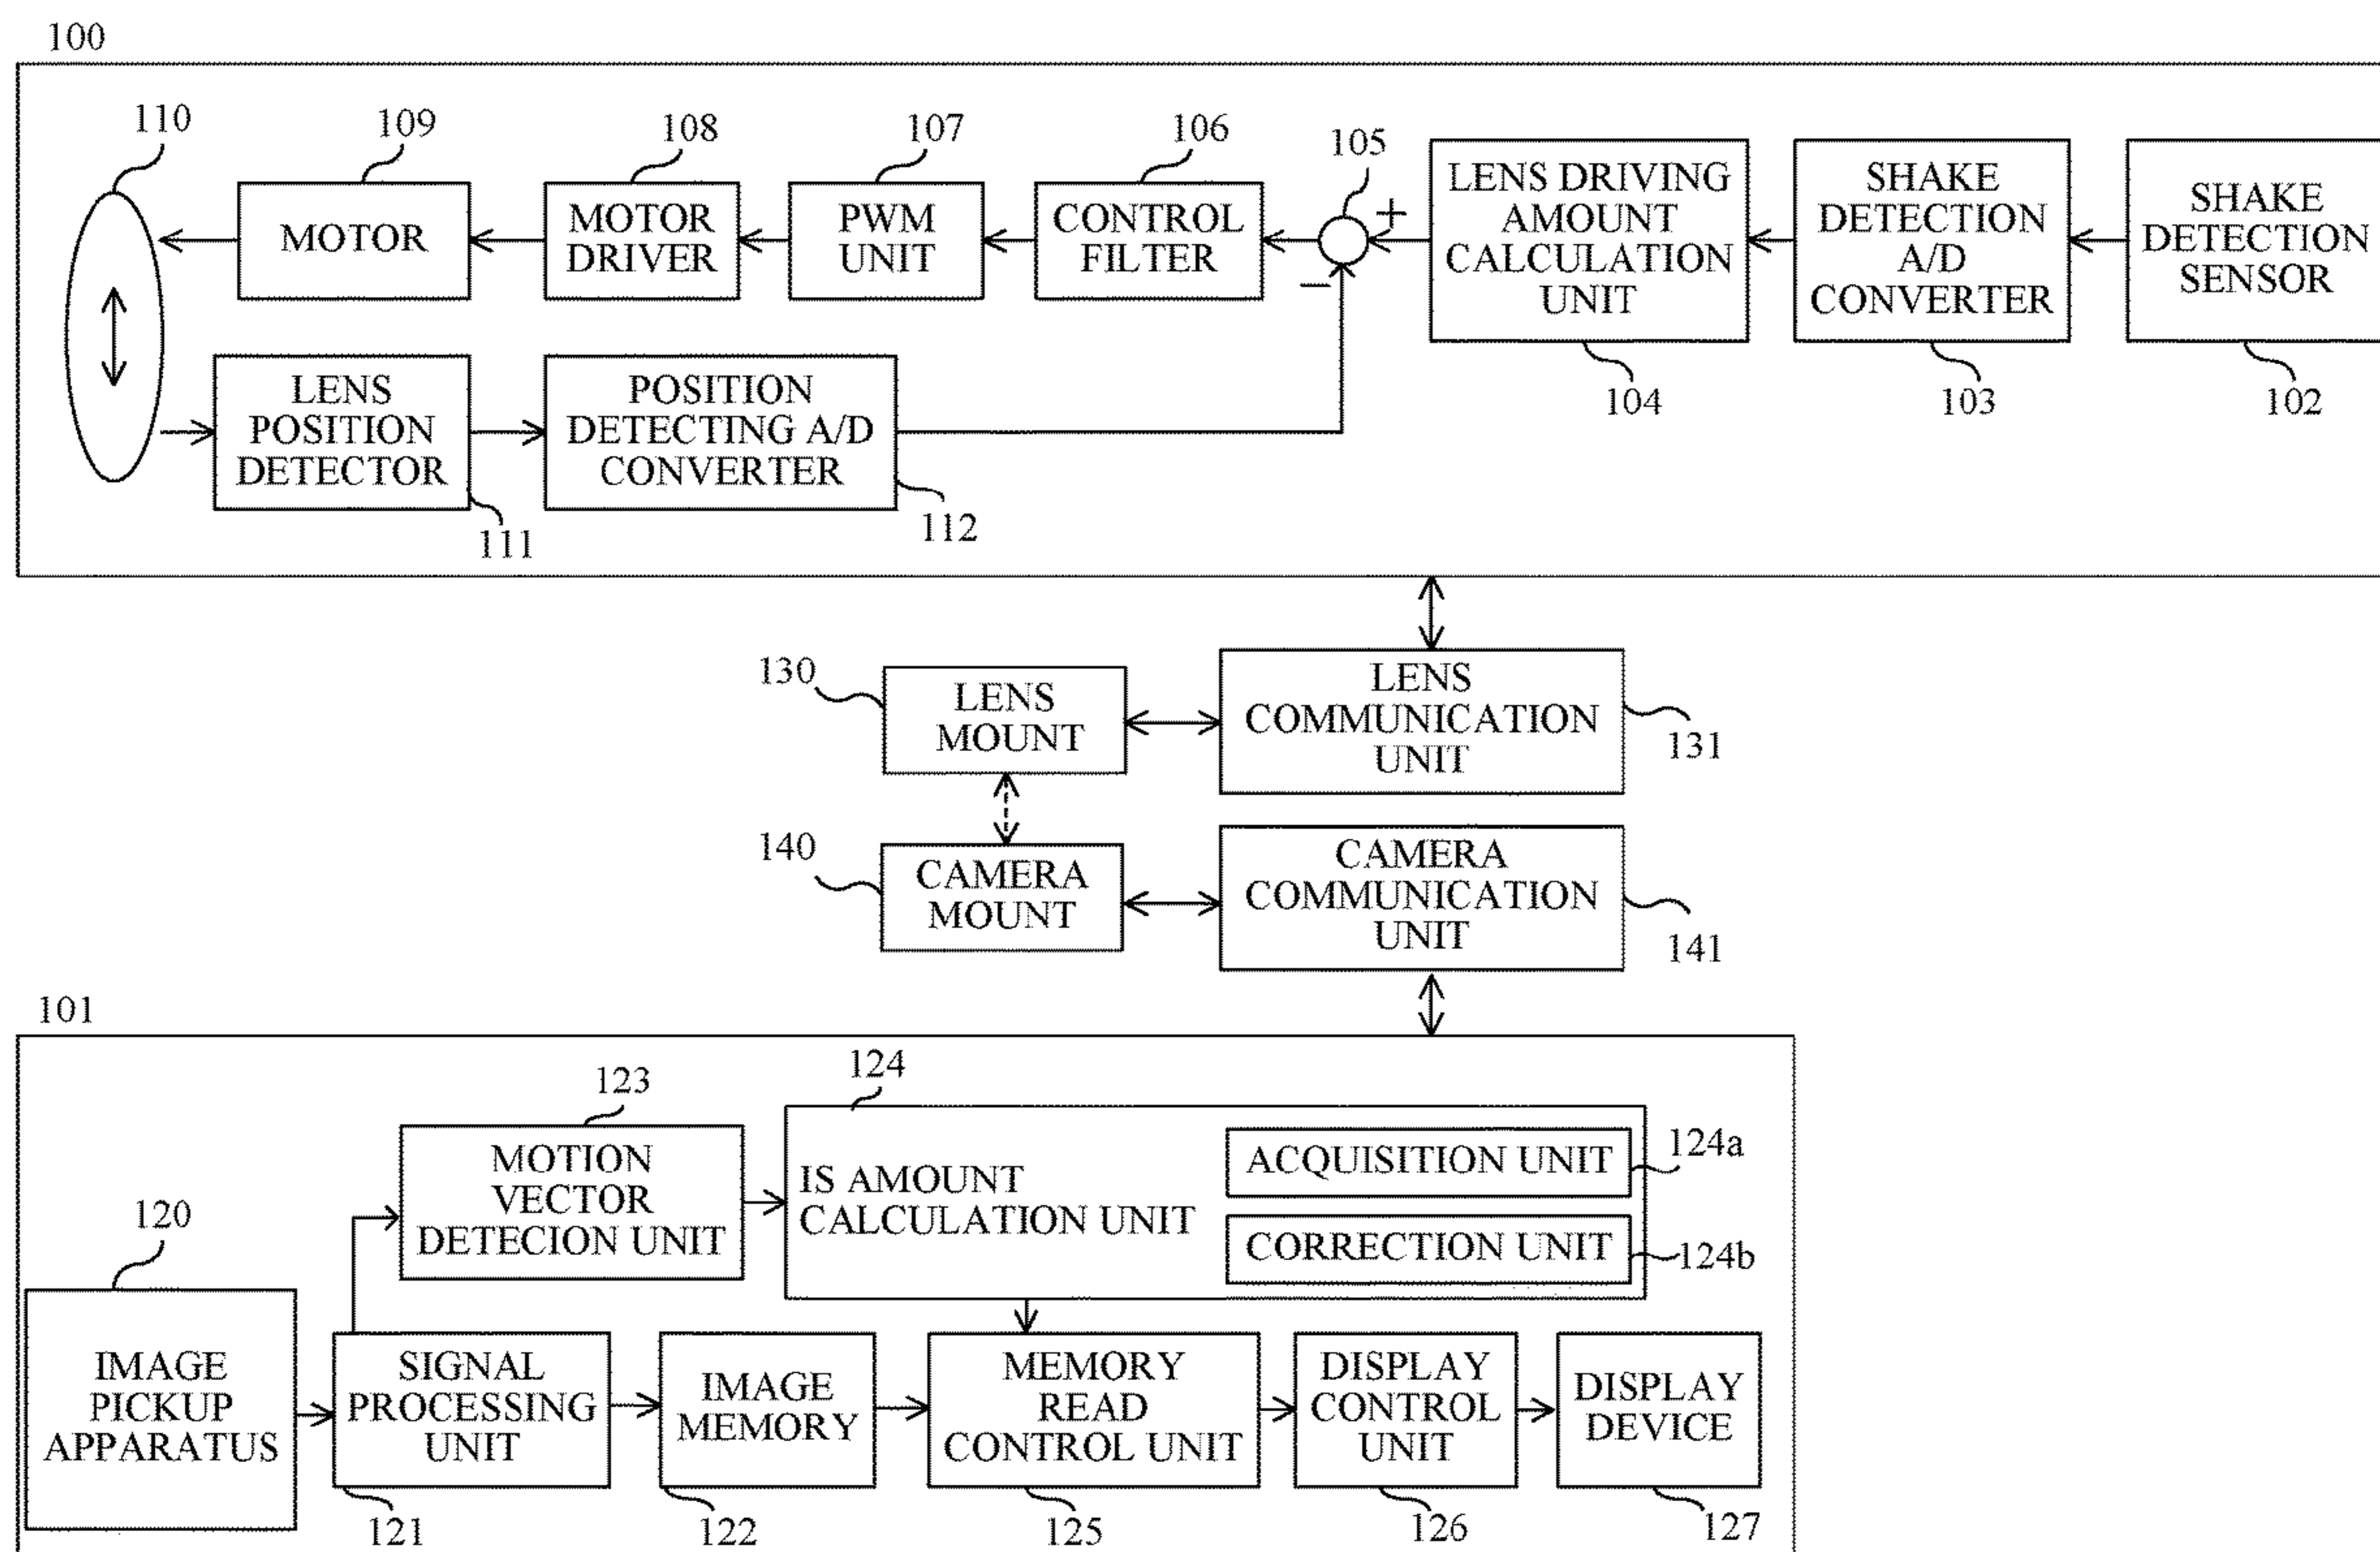 100
110
109
108
107
106
105
MOTOR
MOTOR
DRIVER
PWM
UNIT
CONTROL
FILTER
+
−
LENS DRIVING
AMOUNT
CALCULATION
UNIT
SHAKE
DETECTION
A/D
CONVERTER
SHAKE
DETECTION
SENSOR
104
103
102
LENS
POSITION
DETECTOR
POSITION
DETECTING A/D
CONVERTER
111
112
130
LENS
MOUNT
LENS
COMMUNICATION
UNIT
131
140
CAMERA
MOUNT
CAMERA
COMMUNICATION
UNIT
141
101
123
124
MOTION
VECTOR
DETECION UNIT
IS AMOUNT
CALCULATION UNIT
ACQUISITION UNIT
124a
CORRECTION UNIT
124b
120
IMAGE
PICKUP
APPARATUS
SIGNAL
PROCESSING
UNIT
IMAGE
MEMORY
MEMORY
READ
CONTROL UNIT
DISPLAY
CONTROL
UNIT
DISPLAY
DEVICE
121
122
125
126
127